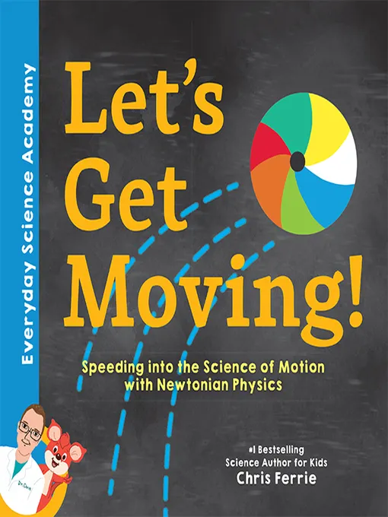 Everyday Science Academy
Let's
Get
Moving!
Speeding into the Science of Motion
with Newtonian Physics
#1 Bestselling
Science Author for Kids
Chris Ferrie